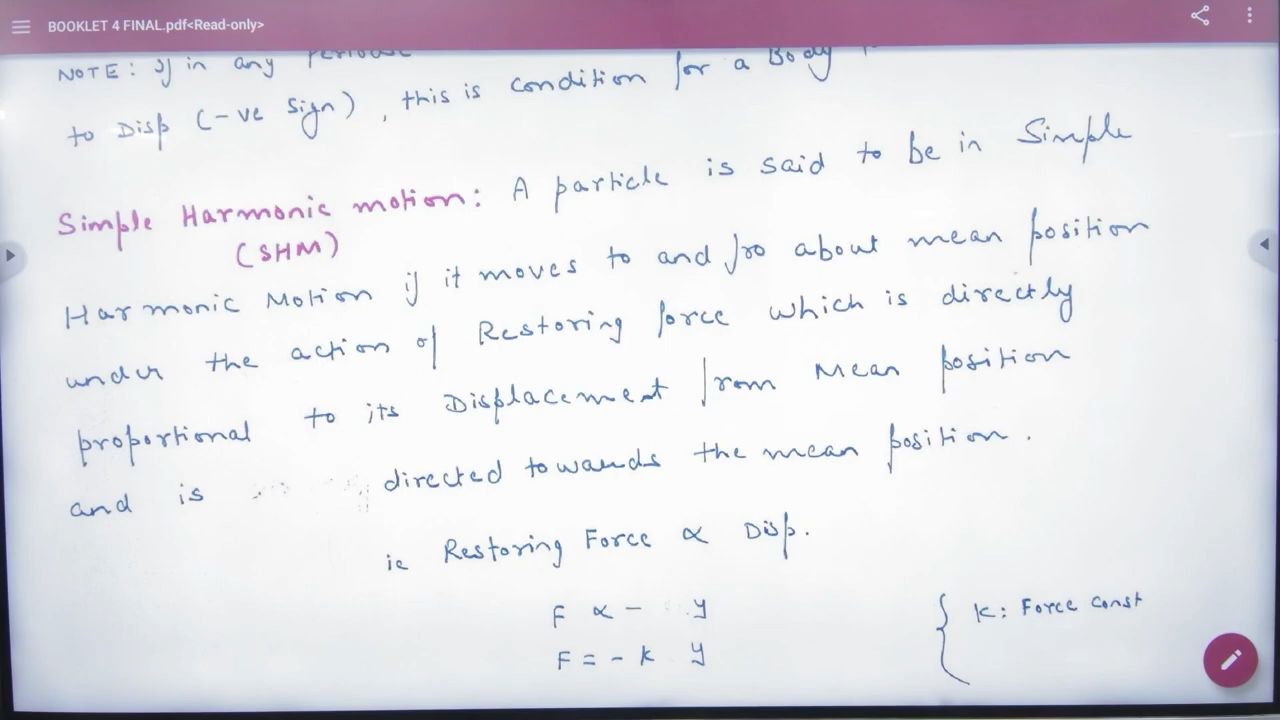 BOOKLET 4 FINAL.pdf<Read-only>
NOTE: if in any
to Disp (-ve Sign), this is condition for a Body
Simple Harmonic motion: A particle is said to be in Simple
(SHM)
Harmonic Motion if it moves to and fro about mean position
under the action of Restoring force which is directly
proportional to its Displacement from Mean position
and is directed towards the mean position.
ie Restoring Force ∝ Disp.
F ∝ - y
F = - k y
{ K: Force Const